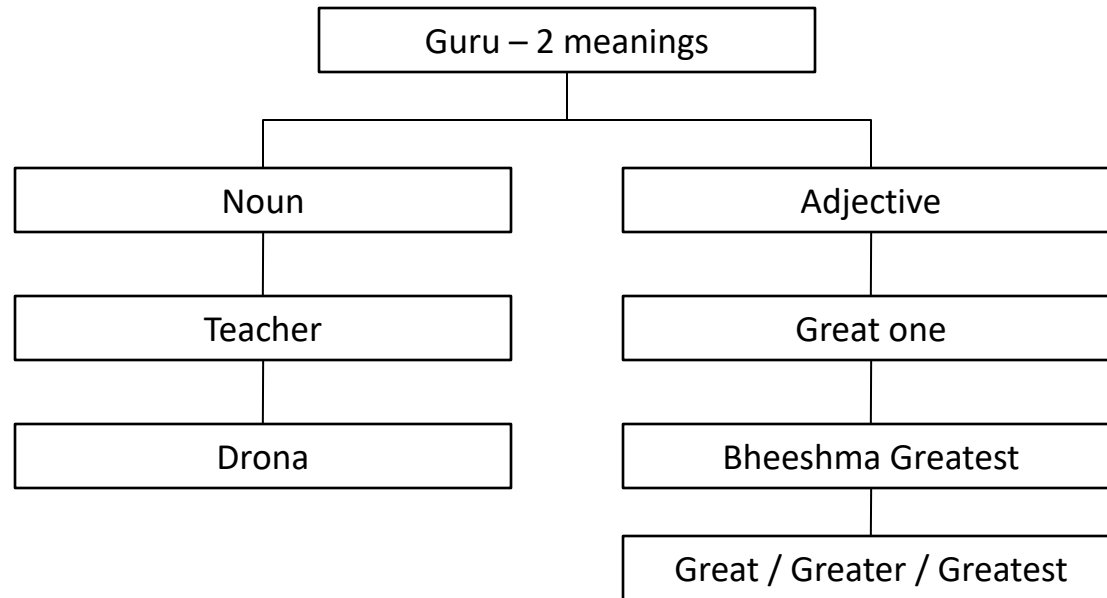 Guru – 2 meanings
Noun
Adjective
Teacher
Great one
Drona
Bheeshma Greatest
Great / Greater / Greatest